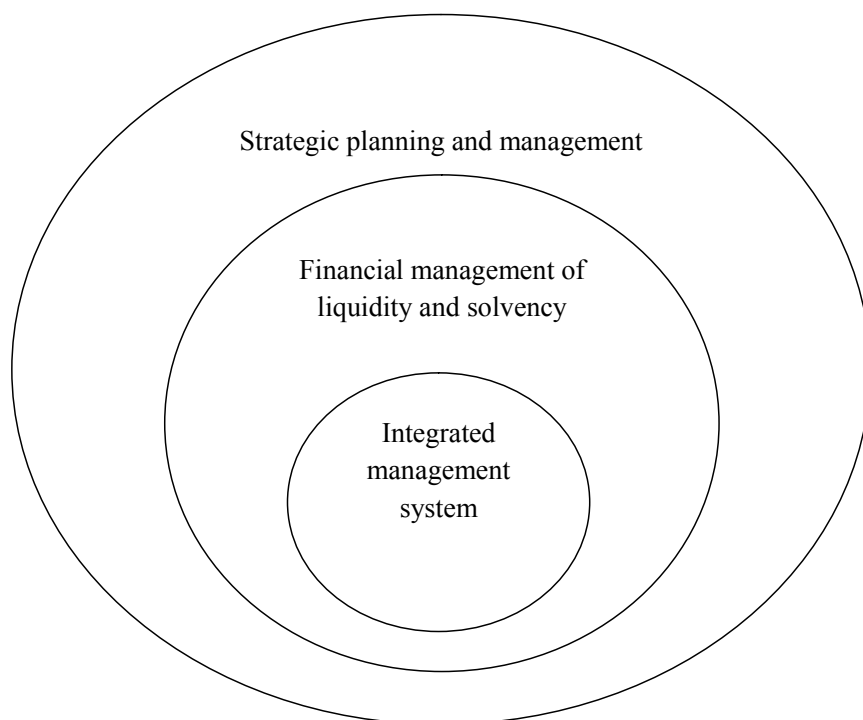 Strategic planning and management
Financial management of
liquidity and solvency
Integrated
management
system